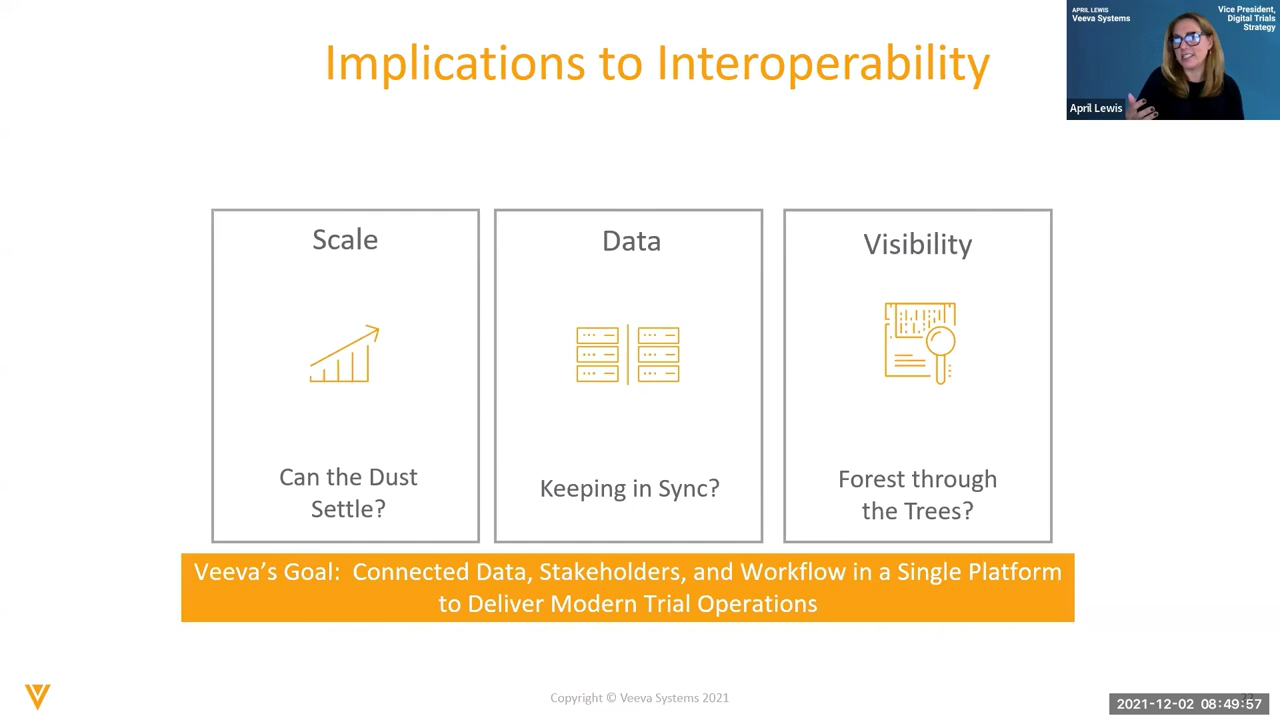 Implications to Interoperability
APRIL LEWIS
Veeva Systems
Vice President,
Digital Trials
Strategy
April Lewis
Scale
Can the Dust
Settle?
Data
Keeping in Sync?
Visibility
Forest through
the Trees?
Veeva’s Goal:  Connected Data, Stakeholders, and Workflow in a Single Platform
to Deliver Modern Trial Operations
Copyright © Veeva Systems 2021
2021-12-02 08:49:57